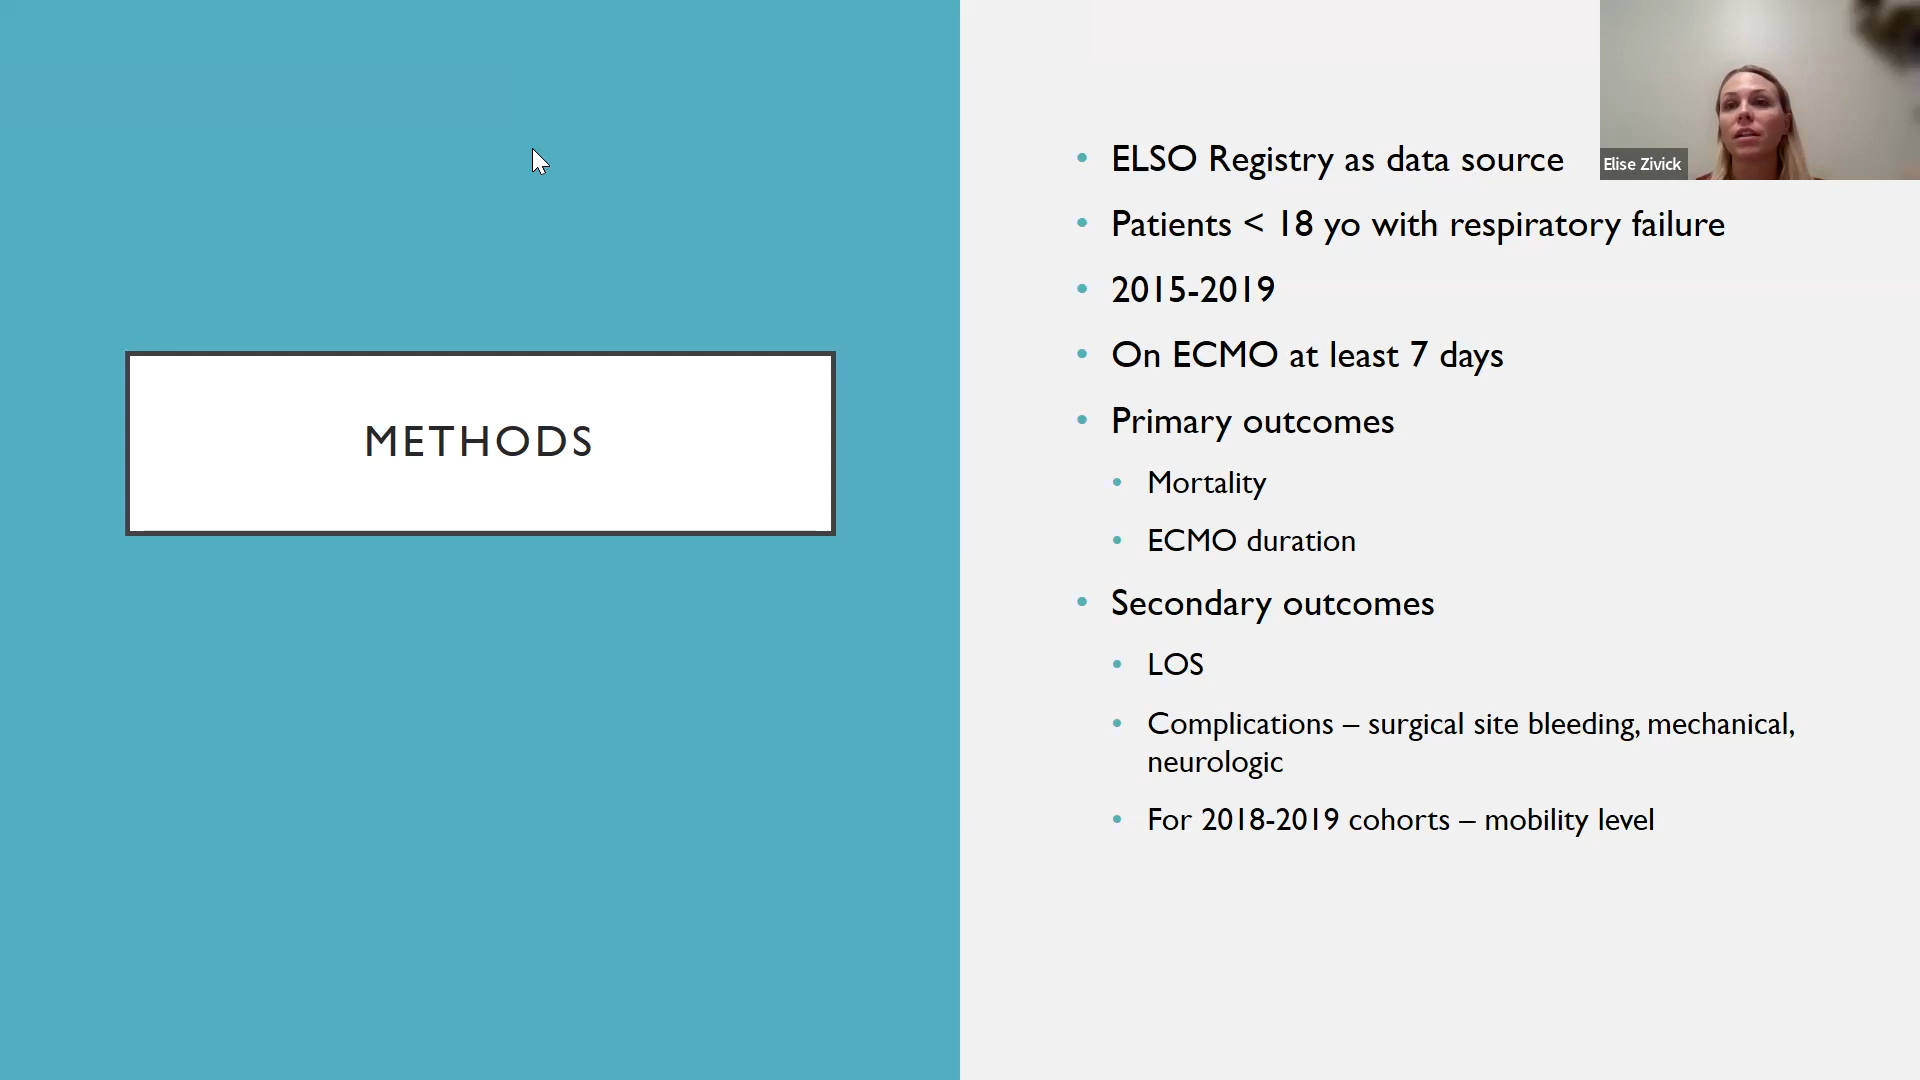 METHODS
ELSO Registry as data source
Patients < 18 yo with respiratory failure
2015-2019
On ECMO at least 7 days
Primary outcomes
Mortality
ECMO duration
Secondary outcomes
LOS
Complications – surgical site bleeding, mechanical,
neurologic
For 2018-2019 cohorts – mobility level
Elise Zivick